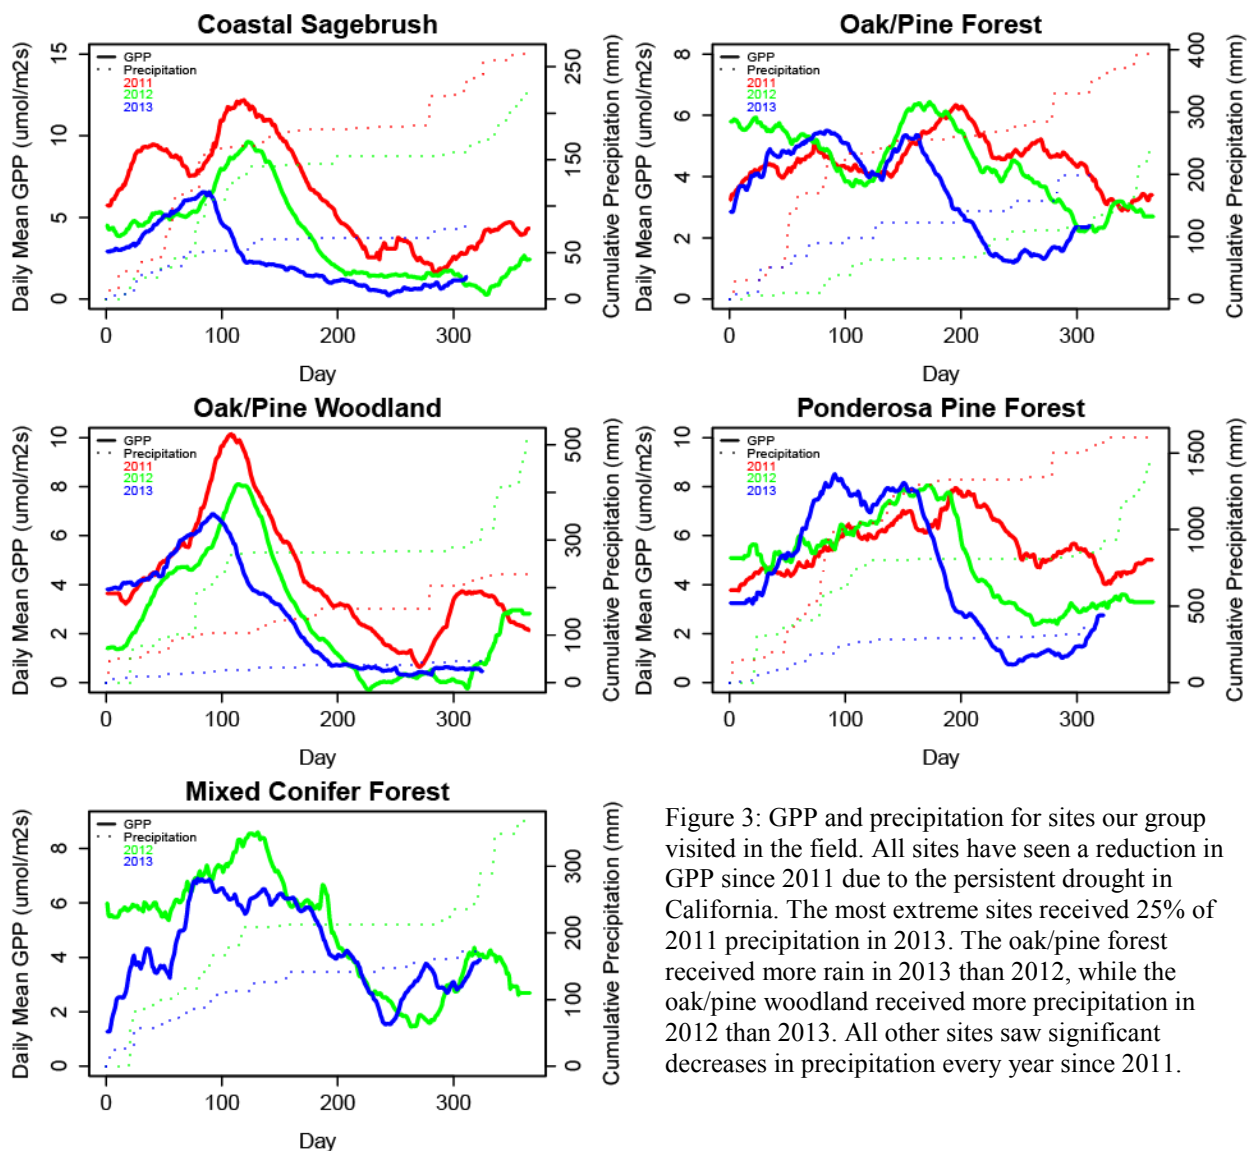 Coastal Sagebrush
Daily Mean GPP (umol/m2s)
15
10
5
0
GPP
Precipitation
2011
2012
2013
250
150
50
0
Cumulative Precipitation (mm)
0 100 200 300
Day
Oak/Pine Forest
Daily Mean GPP (umol/m2s)
8
6
4
2
0
GPP
Precipitation
2011
2012
2013
400
300
200
100
0
Cumulative Precipitation (mm)
0 100 200 300
Day
Oak/Pine Woodland
Daily Mean GPP (umol/m2s)
10
8
6
4
2
0
GPP
Precipitation
2011
2012
2013
500
300
100
0
Cumulative Precipitation (mm)
0 100 200 300
Day
Ponderosa Pine Forest
Daily Mean GPP (umol/m2s)
10
8
6
4
2
0
GPP
Precipitation
2011
2012
2013
1500
1000
500
0
Cumulative Precipitation (mm)
0 100 200 300
Day
Mixed Conifer Forest
Daily Mean GPP (umol/m2s)
8
6
4
2
0
GPP
Precipitation
2012
2013
300
200
100
0
Cumulative Precipitation (mm)
0 100 200 300
Day
Figure 3: GPP and precipitation for sites our group
visited in the field. All sites have seen a reduction in
GPP since 2011 due to the persistent drought in
California. The most extreme sites received 25% of
2011 precipitation in 2013. The oak/pine forest
received more rain in 2013 than 2012, while the
oak/pine woodland received more precipitation in
2012 than 2013. All other sites saw significant
decreases in precipitation every year since 2011.